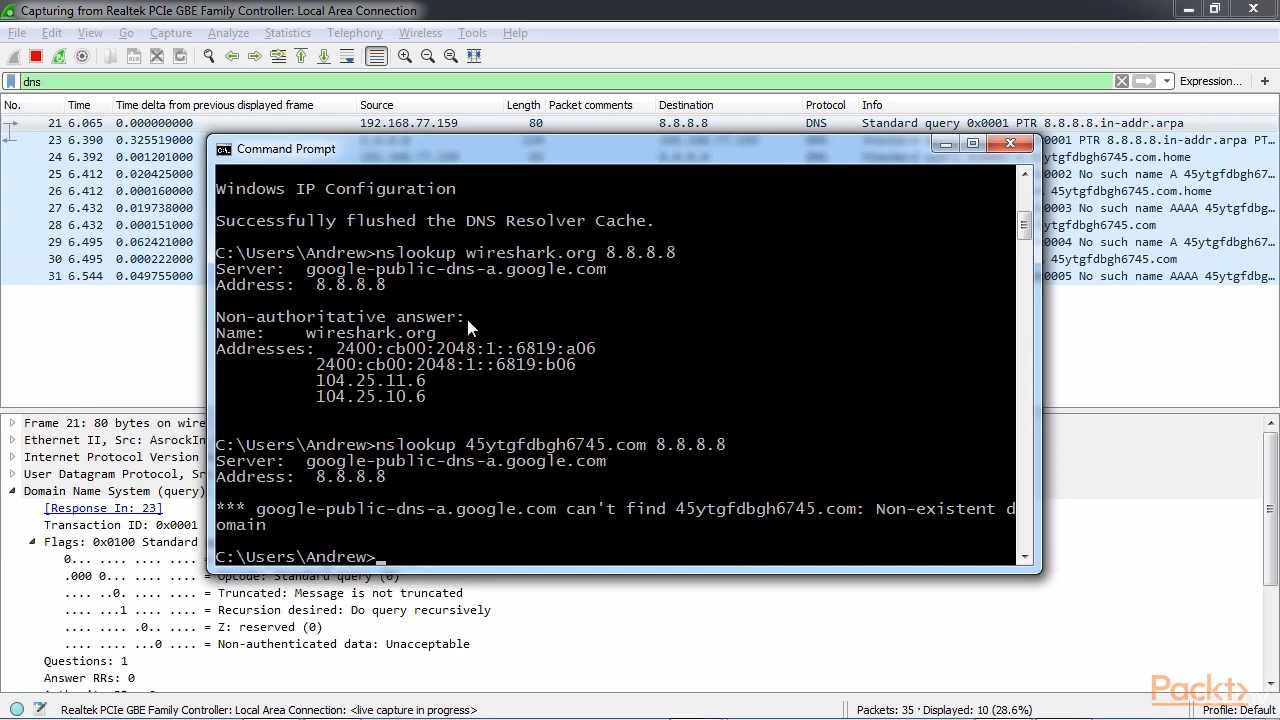 Capturing from Realtek PCIe GBE Family Controller: Local Area Connection
File Edit View Go Capture Analyze Statistics Telephony Wireless Tools Help
dns Expression... +
No. Time Time delta from previous displayed frame Source Length Packet comments Destination Protocol Info
21 6.065 0.000000000 192.168.77.159 80 8.8.8.8 DNS Standard query 0x0001 PTR 8.8.8.8.in-addr.arpa
23 6.390 0.325519000 0001 PTR 8.8.8.8.in-addr.arpa PT...
24 6.392 0.001201000 45ytgfdbgh6745.com.home
25 6.412 0.020425000 0002 No such name A 45ytgfdbgh67...
26 6.412 0.000160000 45ytgfdbgh6745.com.home
27 6.432 0.019738000 0003 No such name AAAA 45ytgfdbg...
28 6.432 0.000151000 45ytgfdbgh6745.com
29 6.495 0.062421000 0004 No such name A 45ytgfdbgh67...
30 6.495 0.000222000 45ytgfdbgh6745.com
31 6.544 0.049755000 0005 No such name AAAA 45ytgfdbg...
Command Prompt
Windows IP Configuration
Successfully flushed the DNS Resolver Cache.
C:\Users\Andrew>nslookup wireshark.org 8.8.8.8
Server: google-public-dns-a.google.com
Address: 8.8.8.8
Non-authoritative answer:
Name: wireshark.org
Addresses: 2400:cb00:2048:1::6819:a06
2400:cb00:2048:1::6819:b06
104.25.11.6
104.25.10.6
C:\Users\Andrew>nslookup 45ytgfdbgh6745.com 8.8.8.8
Server: google-public-dns-a.google.com
Address: 8.8.8.8
*** google-public-dns-a.google.com can't find 45ytgfdbgh6745.com: Non-existent d
omain
C:\Users\Andrew>
Frame 21: 80 bytes on wire
Ethernet II, Src: AsrockIn
Internet Protocol Version
User Datagram Protocol, Sr
Domain Name System (query)
[Response In: 23]
Transaction ID: 0x0001
Flags: 0x0100 Standard
0... .... .... ....
.000 0... .... .... = Opcode: Standard query (0)
.... ..0. .... .... = Truncated: Message is not truncated
.... ...1 .... .... = Recursion desired: Do query recursively
.... .... .0.. .... = Z: reserved (0)
.... .... ...0 .... = Non-authenticated data: Unacceptable
Questions: 1
Answer RRs: 0
Packt>
Realtek PCIe GBE Family Controller: Local Area Connection: <live capture in progress> Packets: 35 · Displayed: 10 (28.6%) Profile: Default